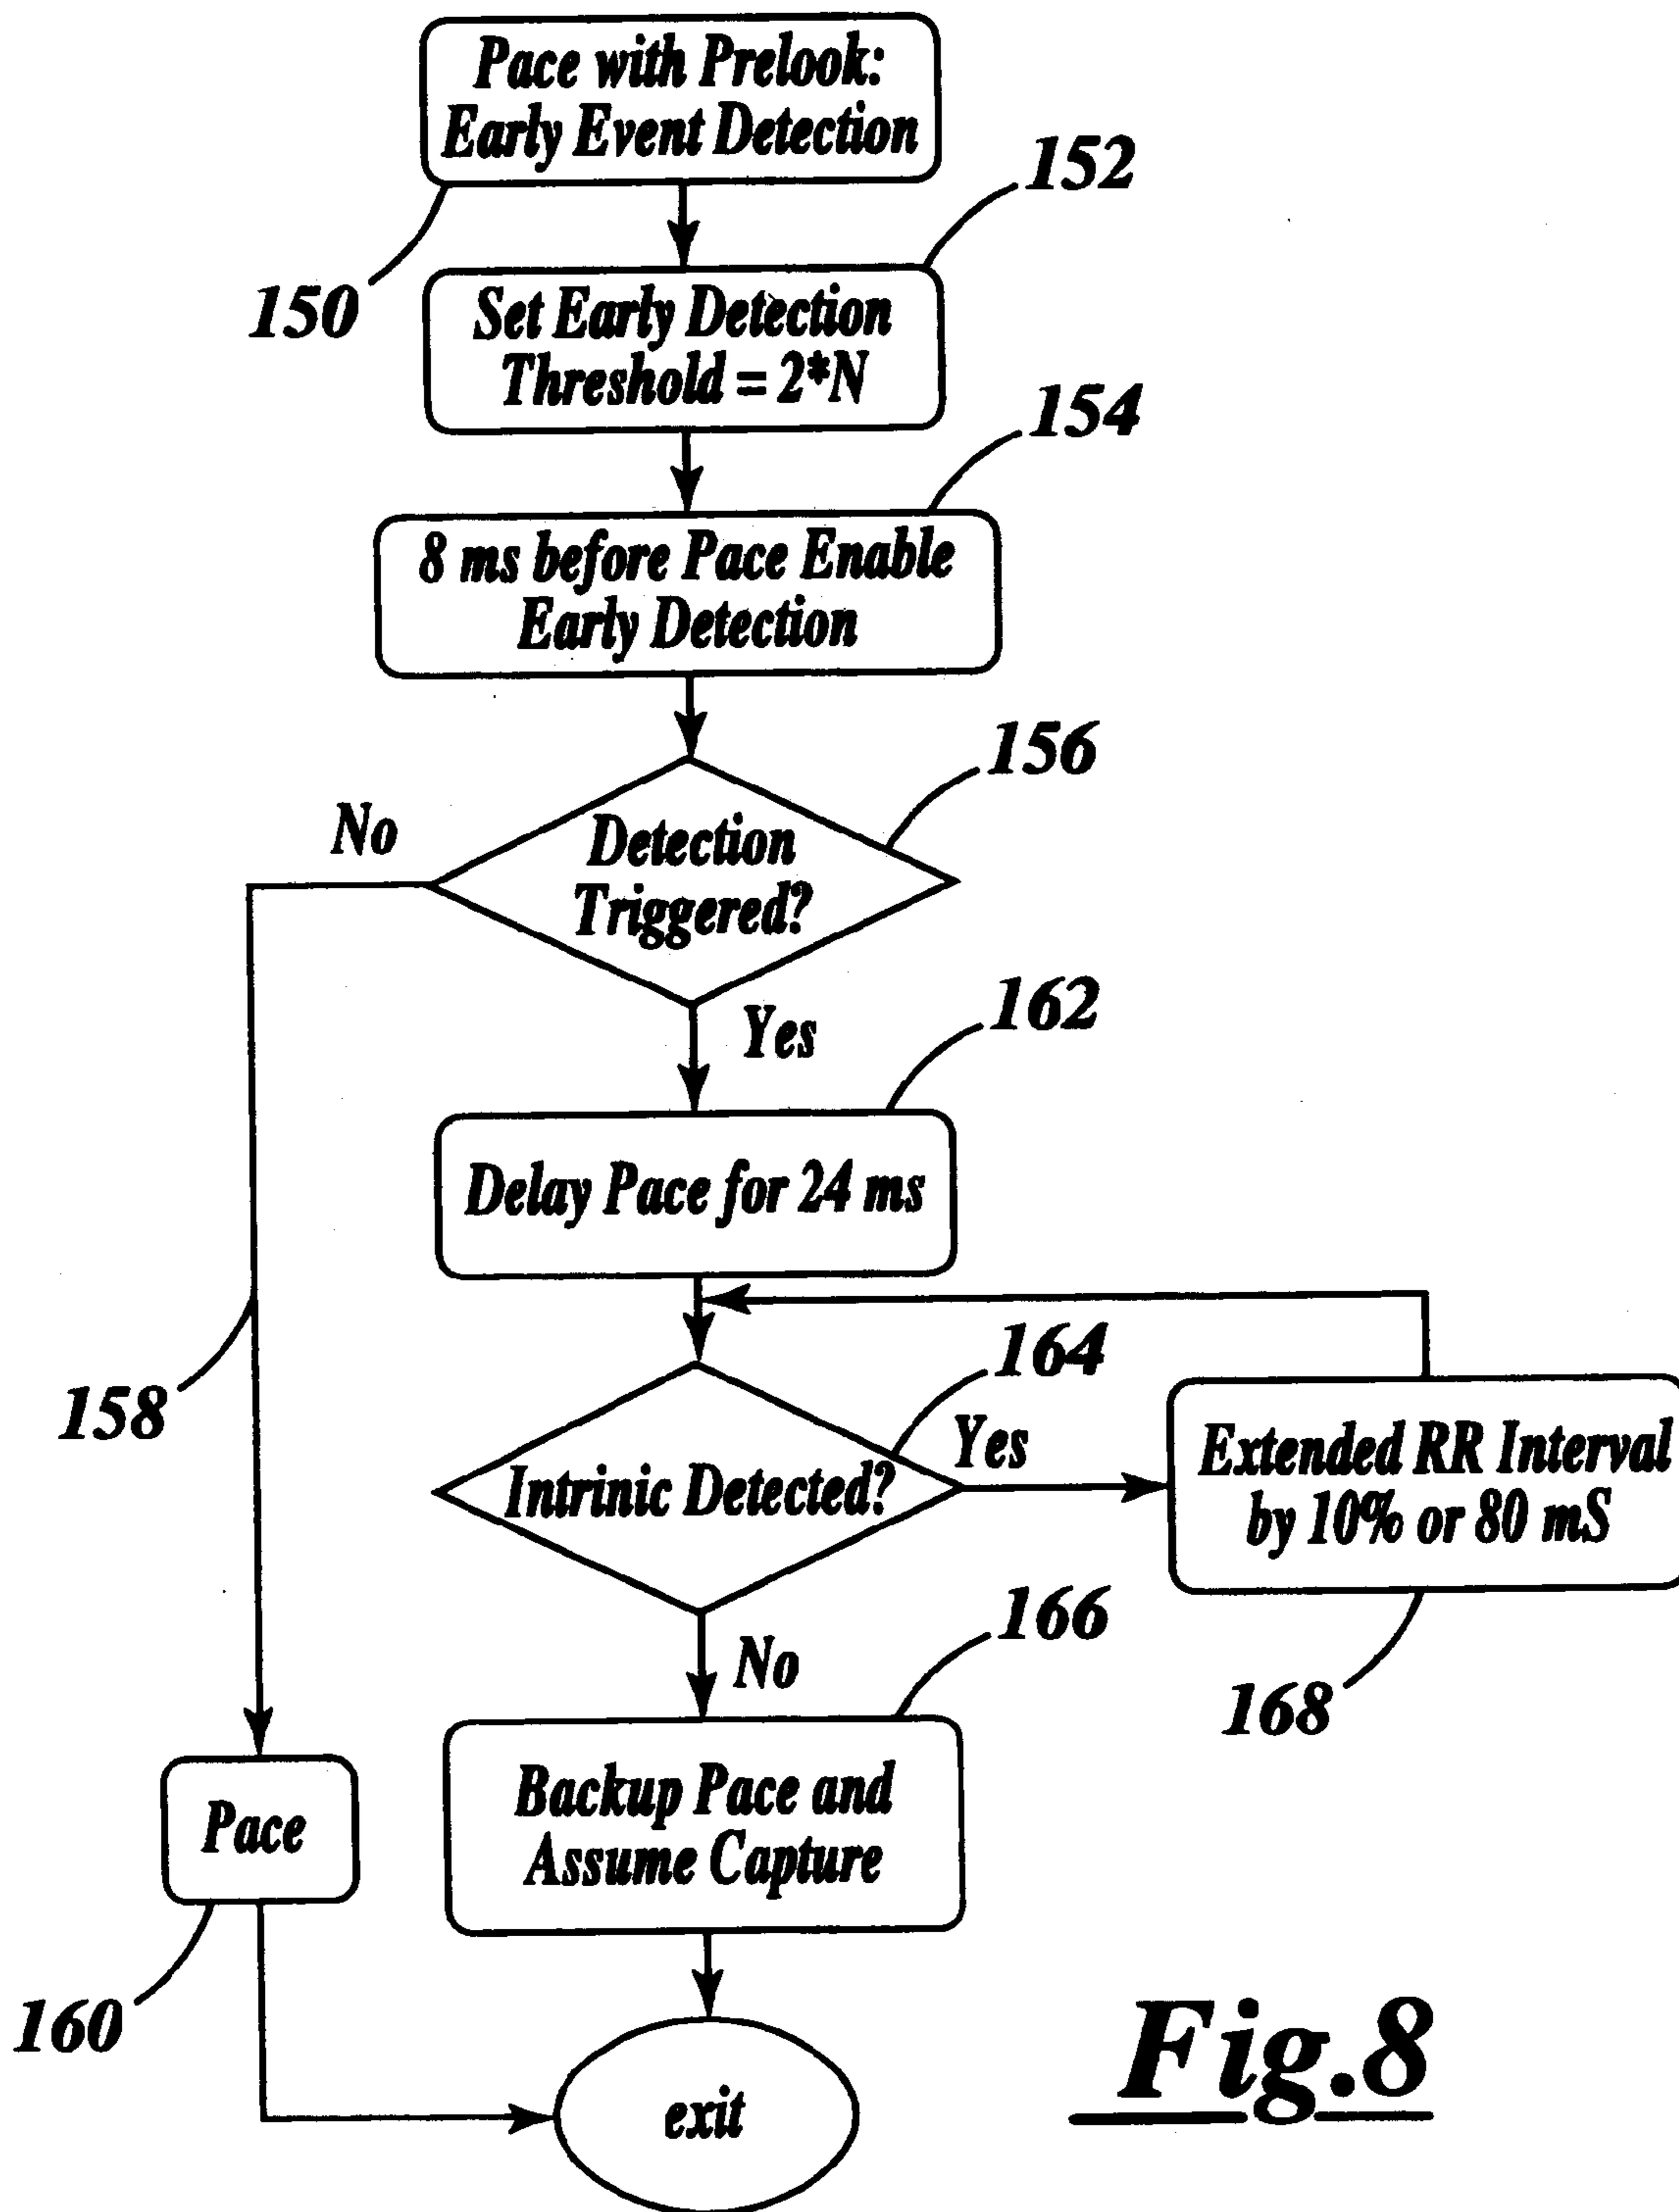 Pace with Prelook:
Early Event Detection
150
152
Set Early Detection
Threshold = 2*N
154
8 ms before Pace Enable
Early Detection
156
No
Detection
Triggered?
Yes
162
Delay Pace for 24 ms
158
164
Intrinic Detected?
Yes
Extended RR Interval
by 10% or 80 mS
168
No
166
Backup Pace and
Assume Capture
Pace
160
exit
Fig.8